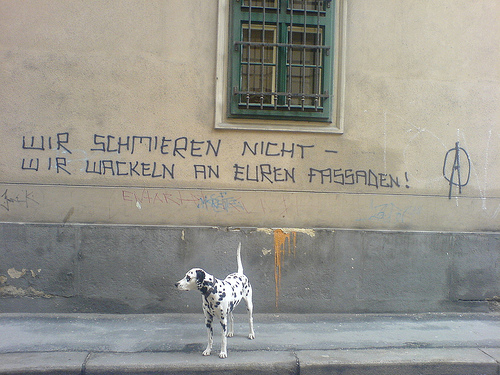 WIR SCHMIEREN NICHT -
WIR WACKELN AN EUREN FASSADEN! Ⓐ